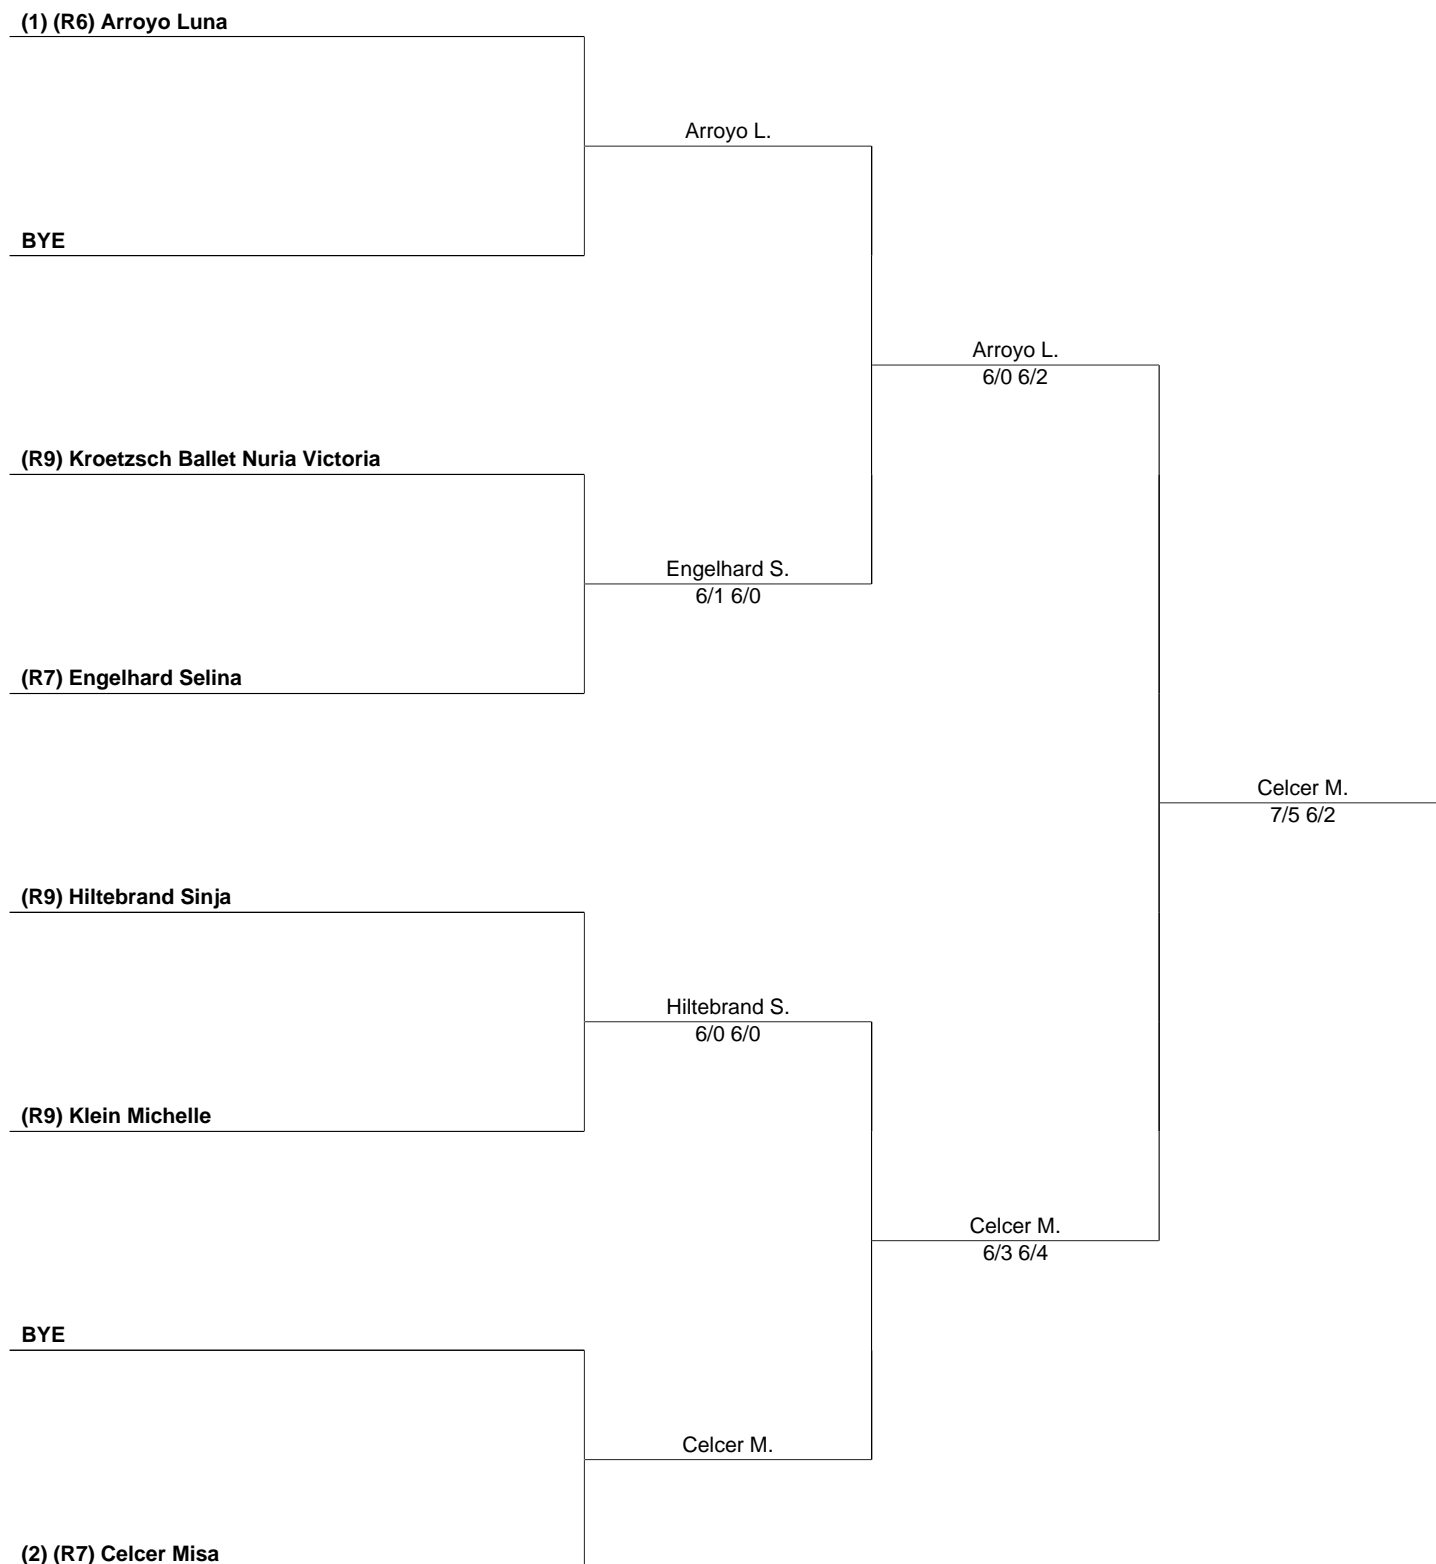 (1) (R6) Arroyo Luna
Arroyo L.
BYE
Arroyo L.
6/0 6/2
(R9) Kroetzsch Ballet Nuria Victoria
Engelhard S.
6/1 6/0
(R7) Engelhard Selina
Celcer M.
7/5 6/2
(R9) Hiltebrand Sinja
Hiltebrand S.
6/0 6/0
(R9) Klein Michelle
Celcer M.
6/3 6/4
BYE
Celcer M.
(2) (R7) Celcer Misa